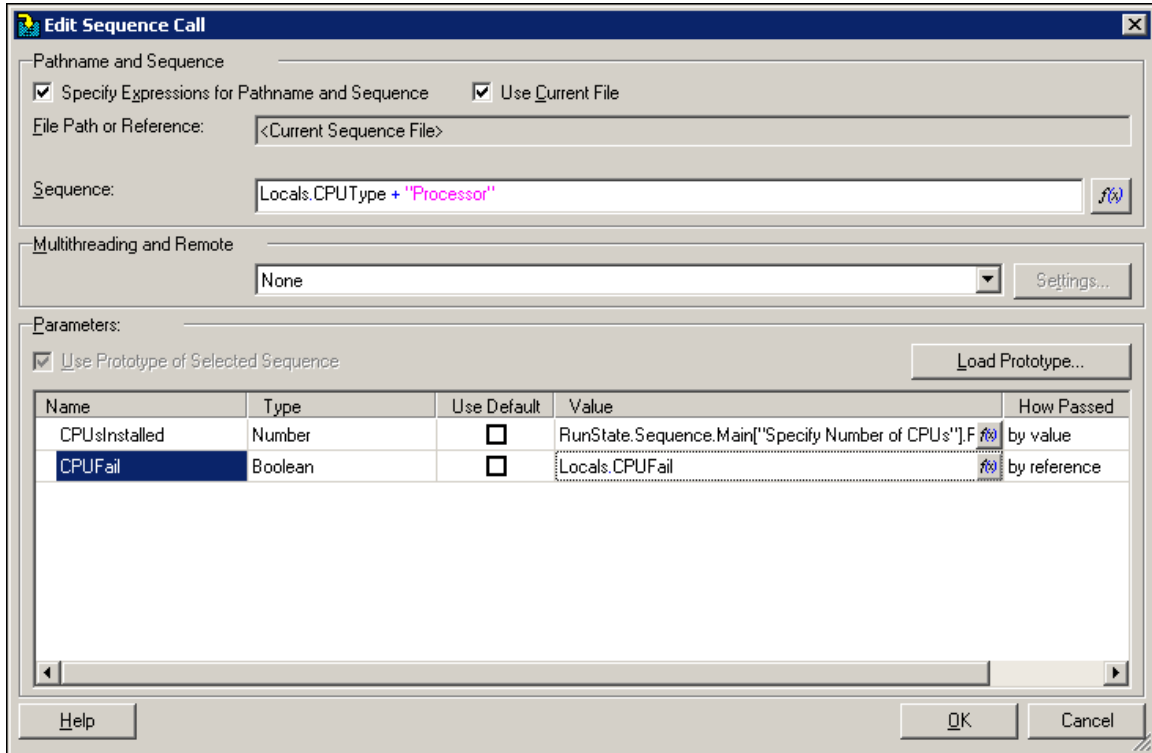 Edit Sequence Call
Pathname and Sequence
Specify Expressions for Pathname and Sequence Use Current File
File Path or Reference: <Current Sequence File>
Sequence: Locals.CPUType + "Processor" f(x)
Multithreading and Remote
None Settings...
Parameters:
Use Prototype of Selected Sequence Load Prototype...
Name Type Use Default Value How Passed
CPUsInstalled Number RunState.Sequence.Main["Specify Number of CPUs"].F f(x) by value
CPUFail Boolean Locals.CPUFail f(x) by reference
Help OK Cancel